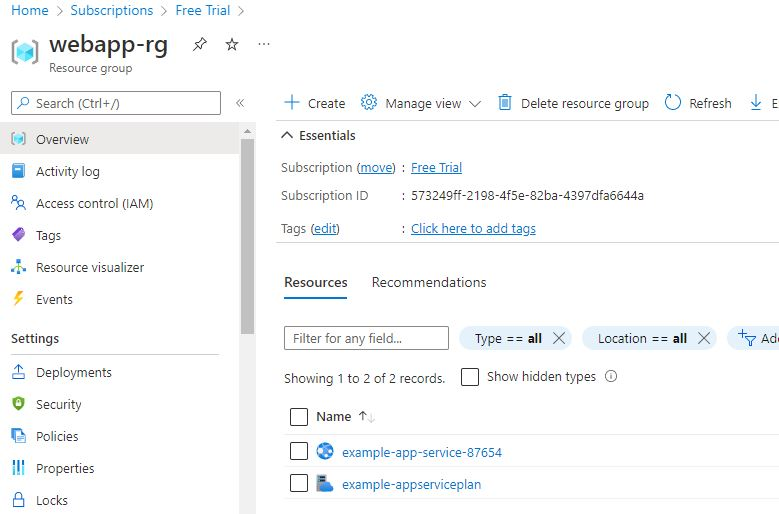 Home > Subscriptions > Free Trial >
webapp-rg
Resource group
Search (Ctrl+/)
Overview
Activity log
Access control (IAM)
Tags
Resource visualizer
Events
Settings
Deployments
Security
Policies
Properties
Locks
Create Manage view Delete resource group Refresh
Essentials
Subscription (move) : Free Trial
Subscription ID : 573249ff-2198-4f5e-82ba-4397dfa6644a
Tags (edit) : Click here to add tags
Resources Recommendations
Filter for any field... Type == all Location == all
Showing 1 to 2 of 2 records. Show hidden types
Name
example-app-service-87654
example-appserviceplan